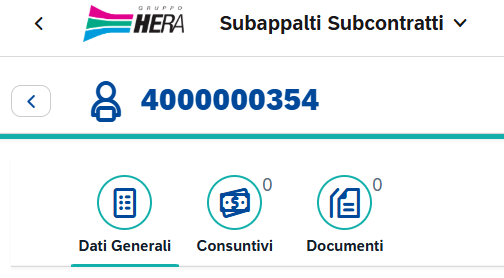 GRUPPO
HERA
Subappalti Subcontratti
4000000354
0
0
Dati Generali
Consuntivi
Documenti